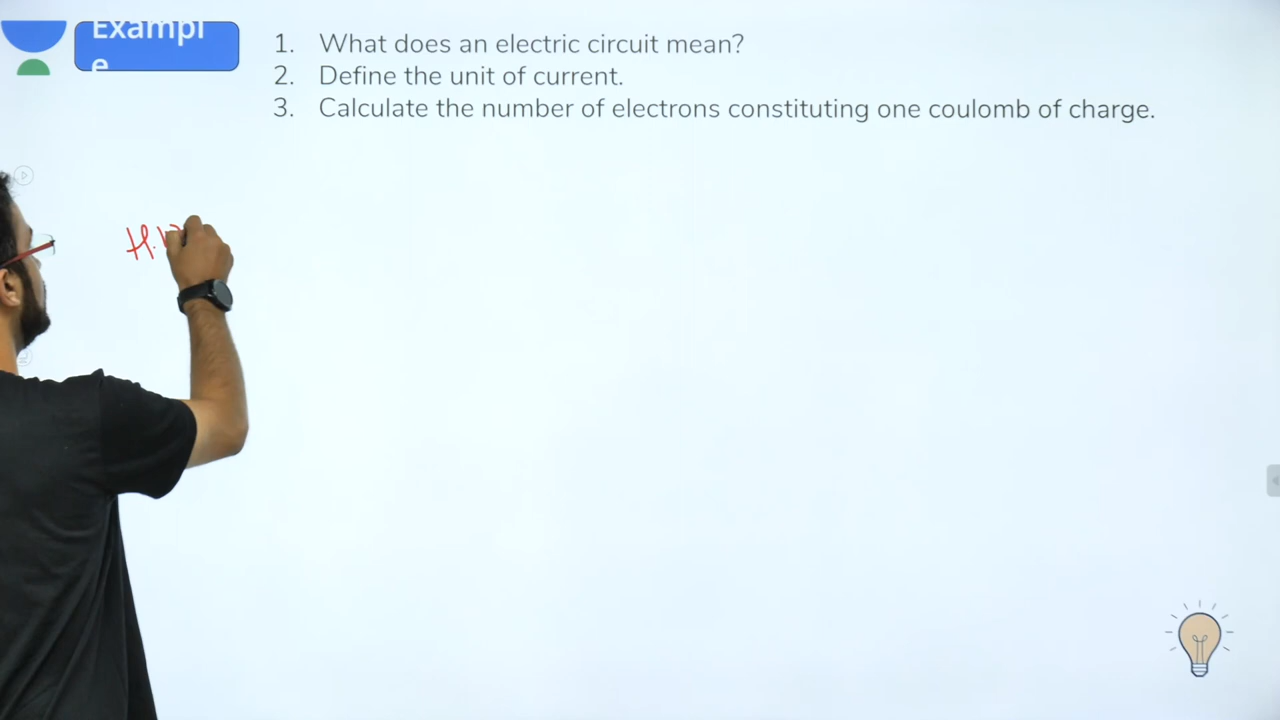 Example
1. What does an electric circuit mean?
2. Define the unit of current.
3. Calculate the number of electrons constituting one coulomb of charge.
H.W